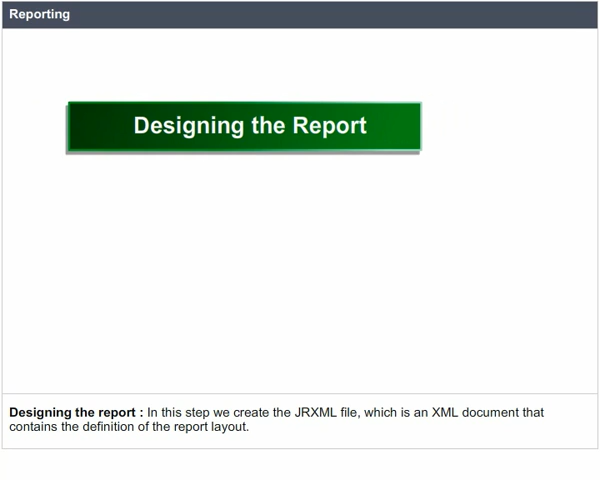 Reporting
Designing the Report
Designing the report : In this step we create the JRXML file, which is an XML document that
contains the definition of the report layout.